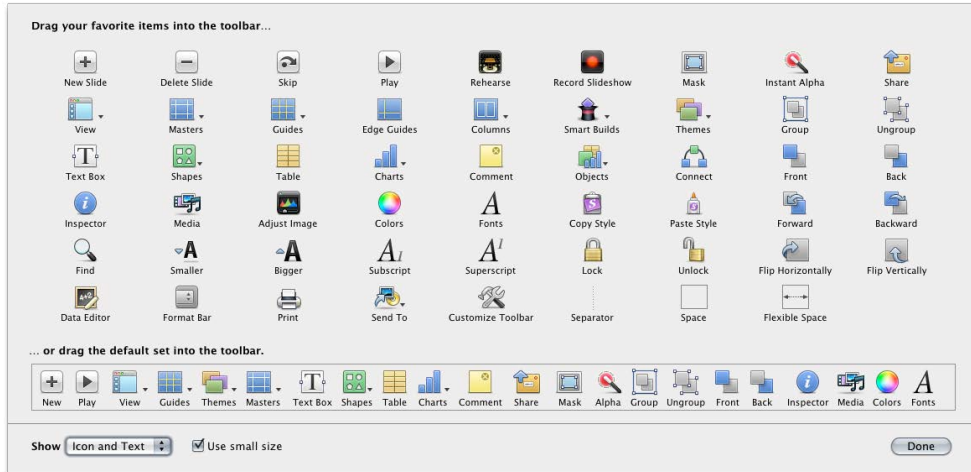 Drag your favorite items into the toolbar...
New Slide Delete Slide Skip Play Rehearse Record Slideshow Mask Instant Alpha Share
View Masters Guides Edge Guides Columns Smart Builds Themes Group Ungroup
T
Text Box Shapes Table Charts Comment Objects Connect Front Back
i A S
Inspector Media Adjust Image Colors Fonts Copy Style Paste Style Forward Backward
A A A1 A1
Find Smaller Bigger Subscript Superscript Lock Unlock Flip Horizontally Flip Vertically
Data Editor Format Bar Print Send To Customize Toolbar Separator Space Flexible Space
... or drag the default set into the toolbar.
T i A
New Play View Guides Themes Masters Text Box Shapes Table Charts Comment Share Mask Alpha Group Ungroup Front Back Inspector Media Colors Fonts
Show Icon and Text Use small size Done